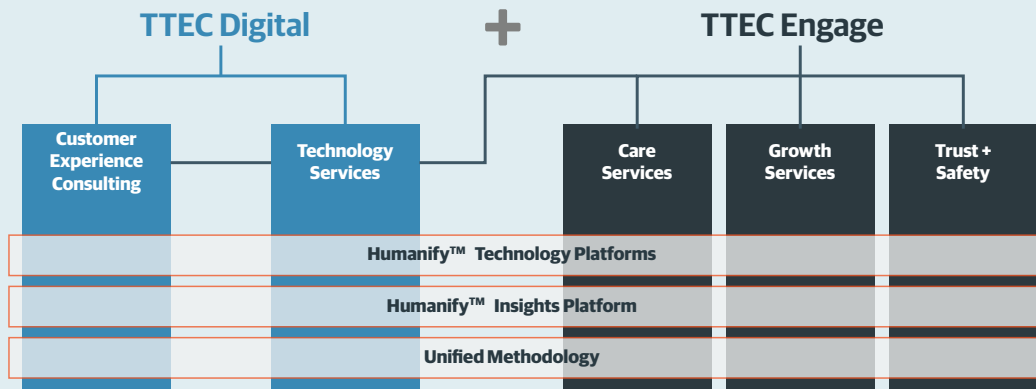 TTEC Digital
+
TTEC Engage
Customer
Experience
Consulting
Technology
Services
Care
Services
Growth
Services
Trust +
Safety
Humanify™ Technology Platforms
Humanify™ Insights Platform
Unified Methodology